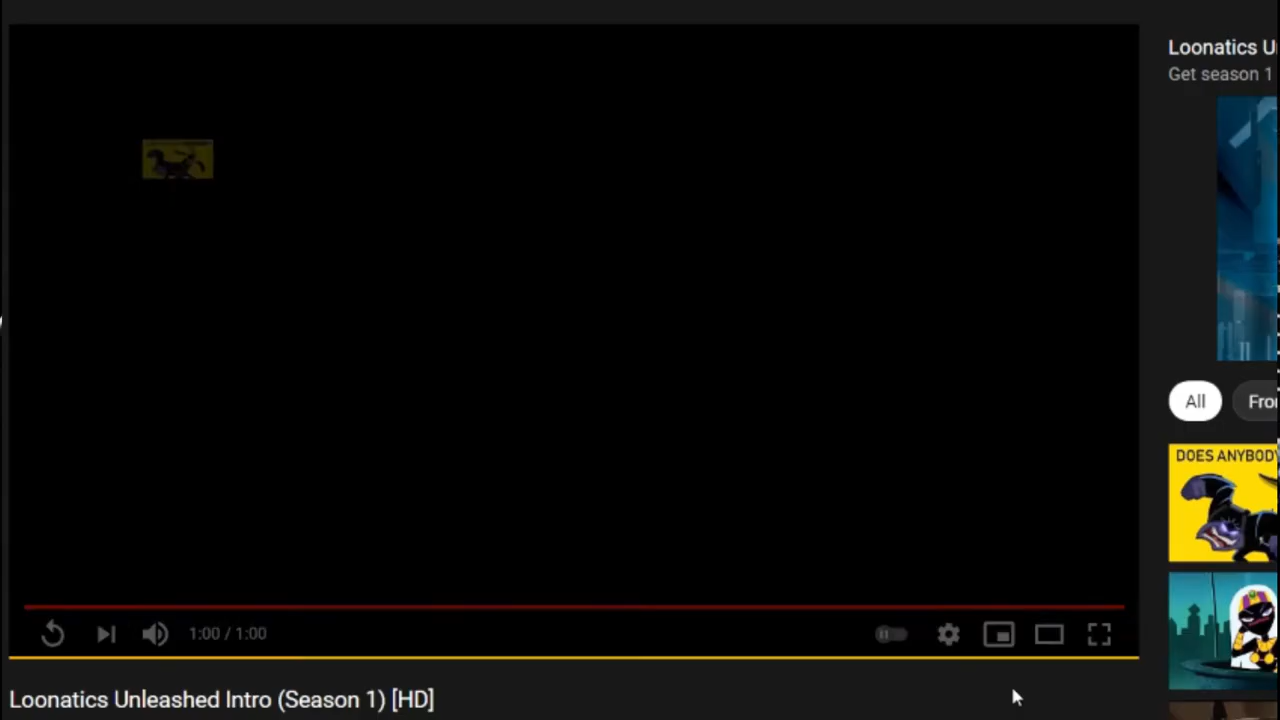 Loonatics U
Get season 1
All
Fro
DOES ANYBODY
1:00 / 1:00
Loonatics Unleashed Intro (Season 1) [HD]